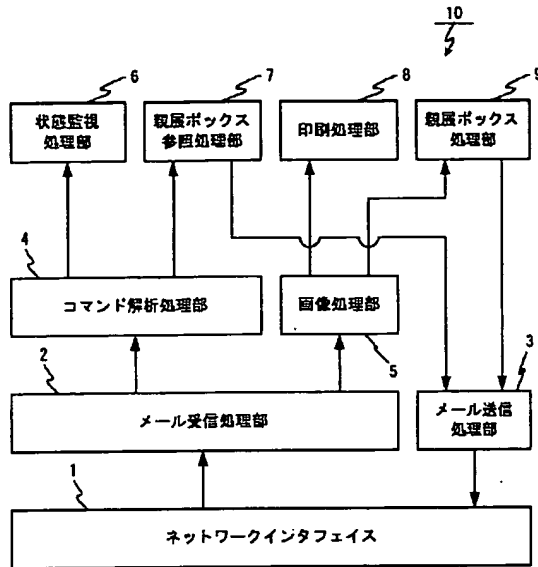 10
6
7
8
9
状態監視
処理部
親展ボックス
参照処理部
印刷処理部
親展ボックス
処理部
4
コマンド解析処理部
画像処理部
5
2
3
メール受信処理部
メール送信
処理部
1
ネットワークインタフェイス